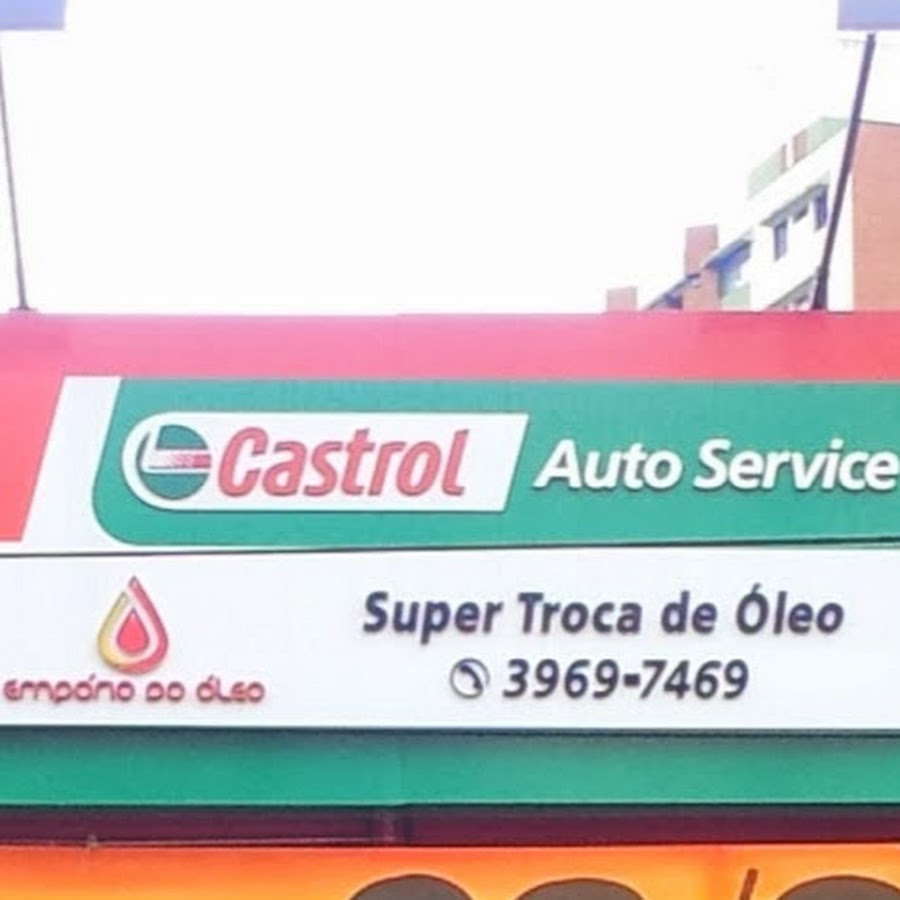 Castrol Auto Service
Super Troca de Óleo
3969-7469
empório do óleo